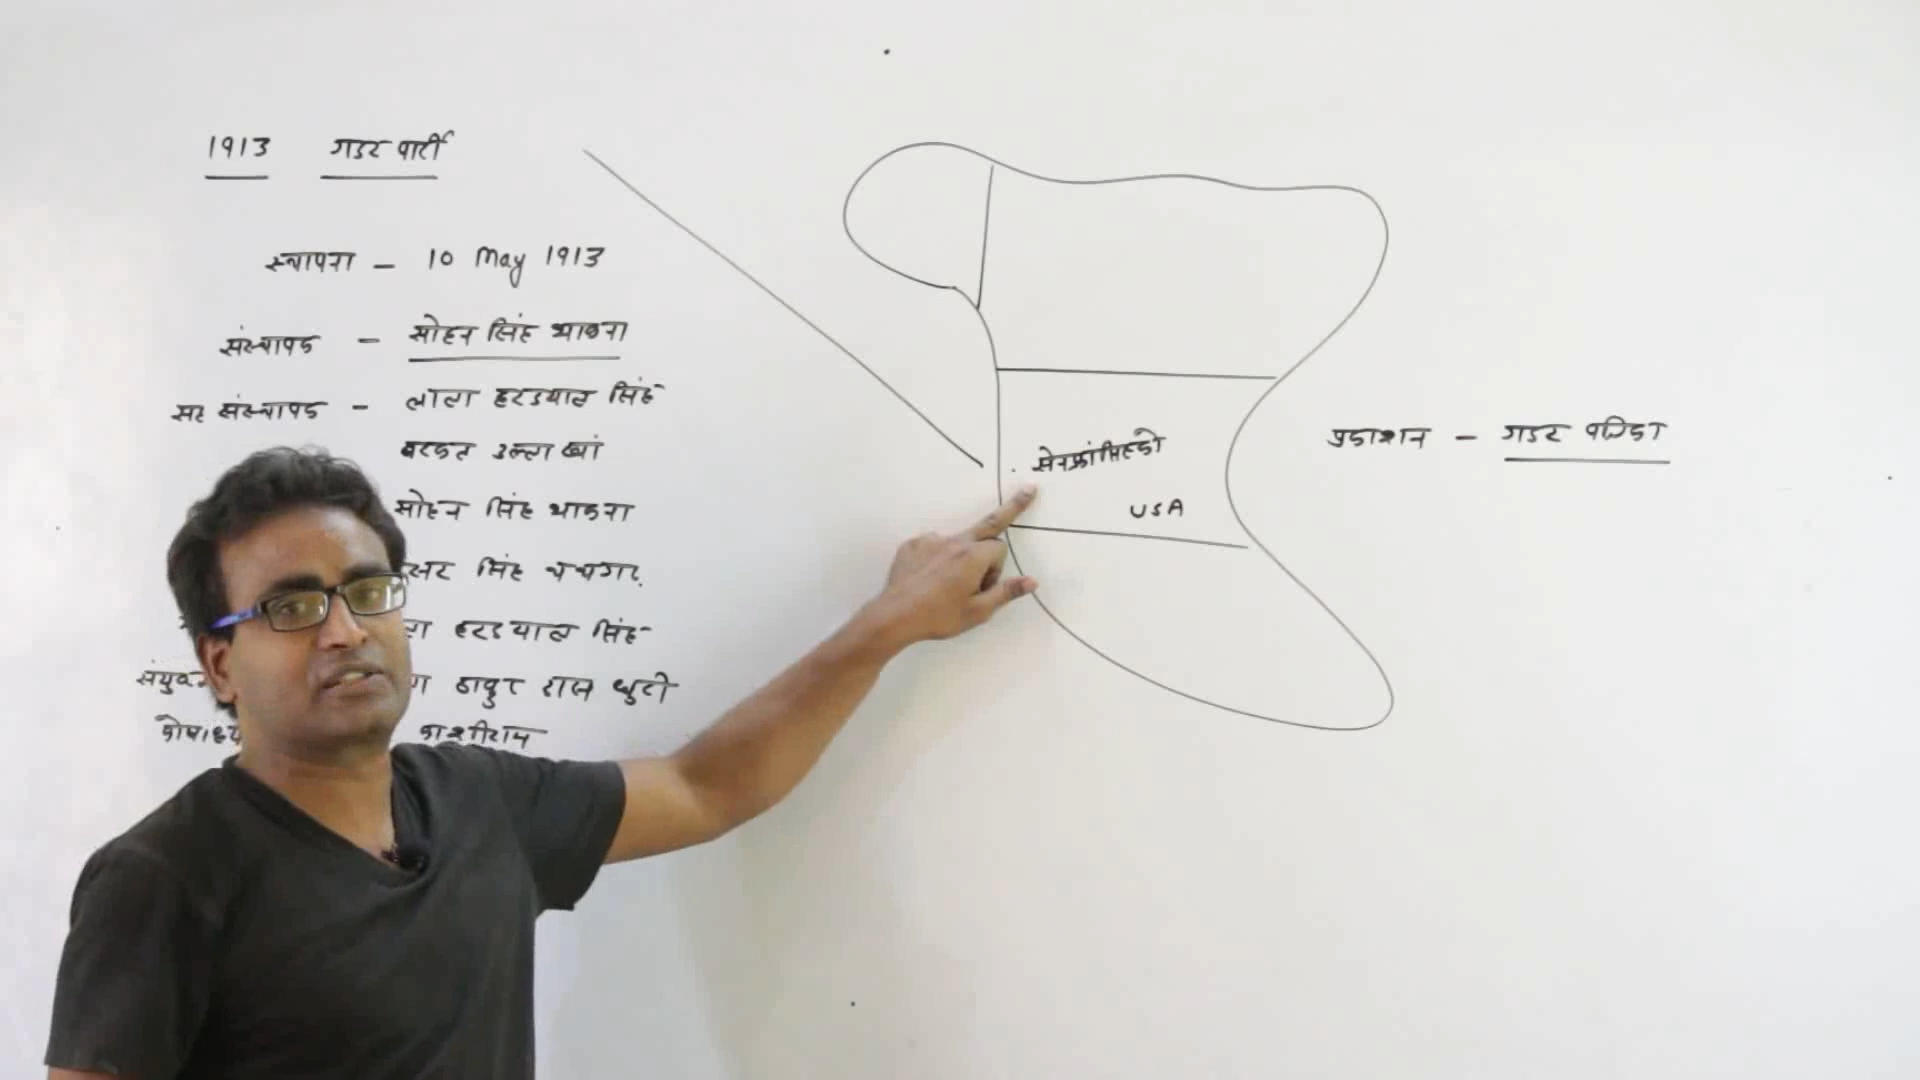 1913 गदर पार्टी
स्थापना - 10 May 1913
संस्थापक - सोहन सिंह भाकना
सह संस्थापक - लाला हरदयाल सिंह
बरकत उल्ला खां
सोहन सिंह भाकना
सिंह
हरदयाल सिंह
ठाकुर दास धुरी
काशीराम
सेनफ्रांसिस्को
USA
प्रकाशन - गदर पत्रिका